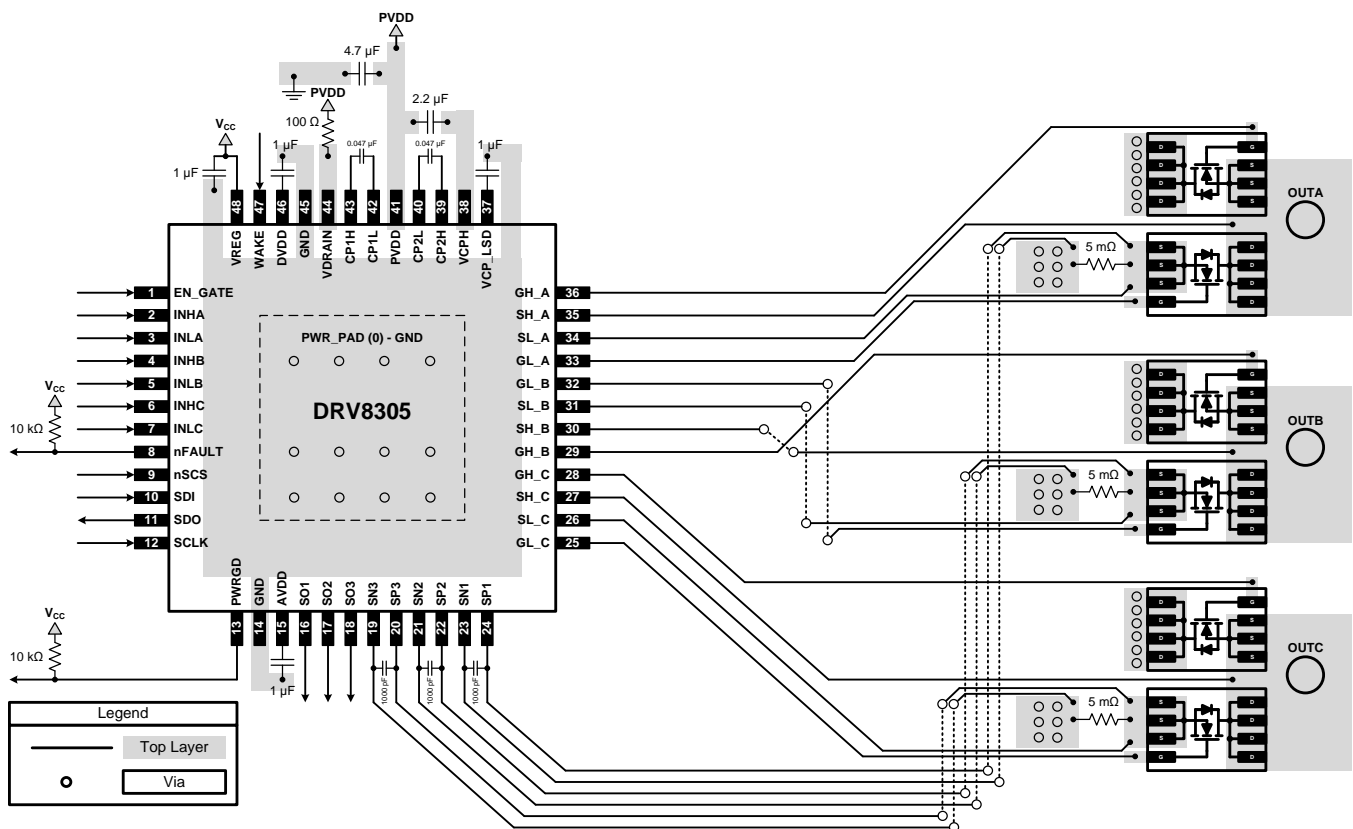 PVDD
4.7 µF
PVDD
2.2 µF
100 Ω
VCC
1 µF
1 µF
0.047 µF
0.047 µF
1 µF
48
47
46
45
44
43
42
41
40
39
38
37
VREG
WAKE
DVDD
GND
VDRAIN
CP1H
CP1L
PVDD
CP2L
CP2H
VCPH
VCP_LSD
1 EN_GATE
2 INHA
3 INLA
4 INHB
5 INLB
6 INHC
7 INLC
8 nFAULT
9 nSCS
10 SDI
11 SDO
12 SCLK
VCC
10 kΩ
PWR_PAD (0) - GND
DRV8305
GH_A 36
SH_A 35
SL_A 34
GL_A 33
GL_B 32
SL_B 31
SH_B 30
GH_B 29
GH_C 28
SH_C 27
SL_C 26
GL_C 25
PWRGD
GND
AVDD
SO1
SO2
SO3
SN3
SP3
SN2
SP2
SN1
SP1
13
14
15
16
17
18
19
20
21
22
23
24
VCC
10 kΩ
1 µF
1000 pF
1000 pF
1000 pF
D G
D S
D S
D S
OUTA
5 mΩ
S D
S D
S D
G D
D G
D S
D S
D S
OUTB
5 mΩ
S D
S D
S D
G D
D G
D S
D S
D S
OUTC
5 mΩ
S D
S D
S D
G D
Legend
Top Layer
Via